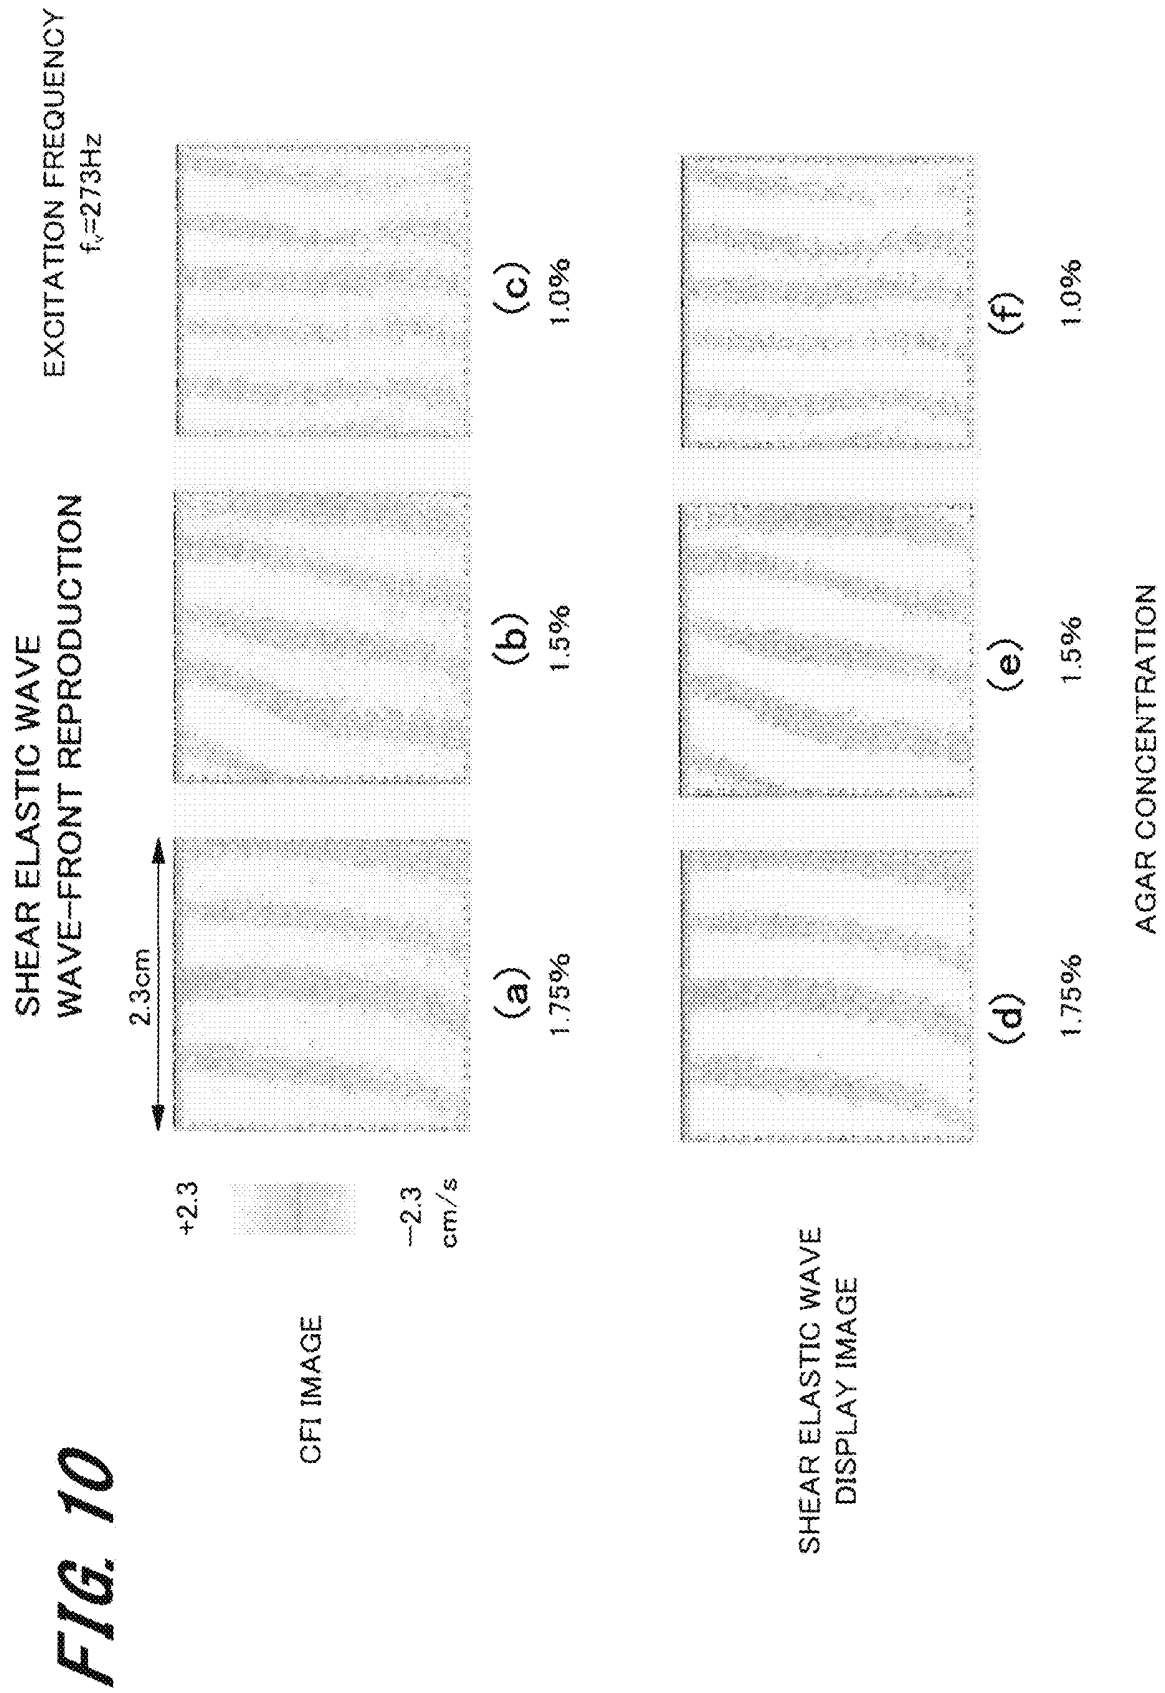 FIG. 10
SHEAR ELASTIC WAVE
WAVE–FRONT REPRODUCTION
EXCITATION FREQUENCY
fᵥ=273Hz
2.3cm
CFI IMAGE
+2.3
—2.3
cm/s
(a)
1.75%
(b)
1.5%
(c)
1.0%
SHEAR ELASTIC WAVE
DISPLAY IMAGE
(d)
1.75%
(e)
1.5%
(f)
1.0%
AGAR CONCENTRATION